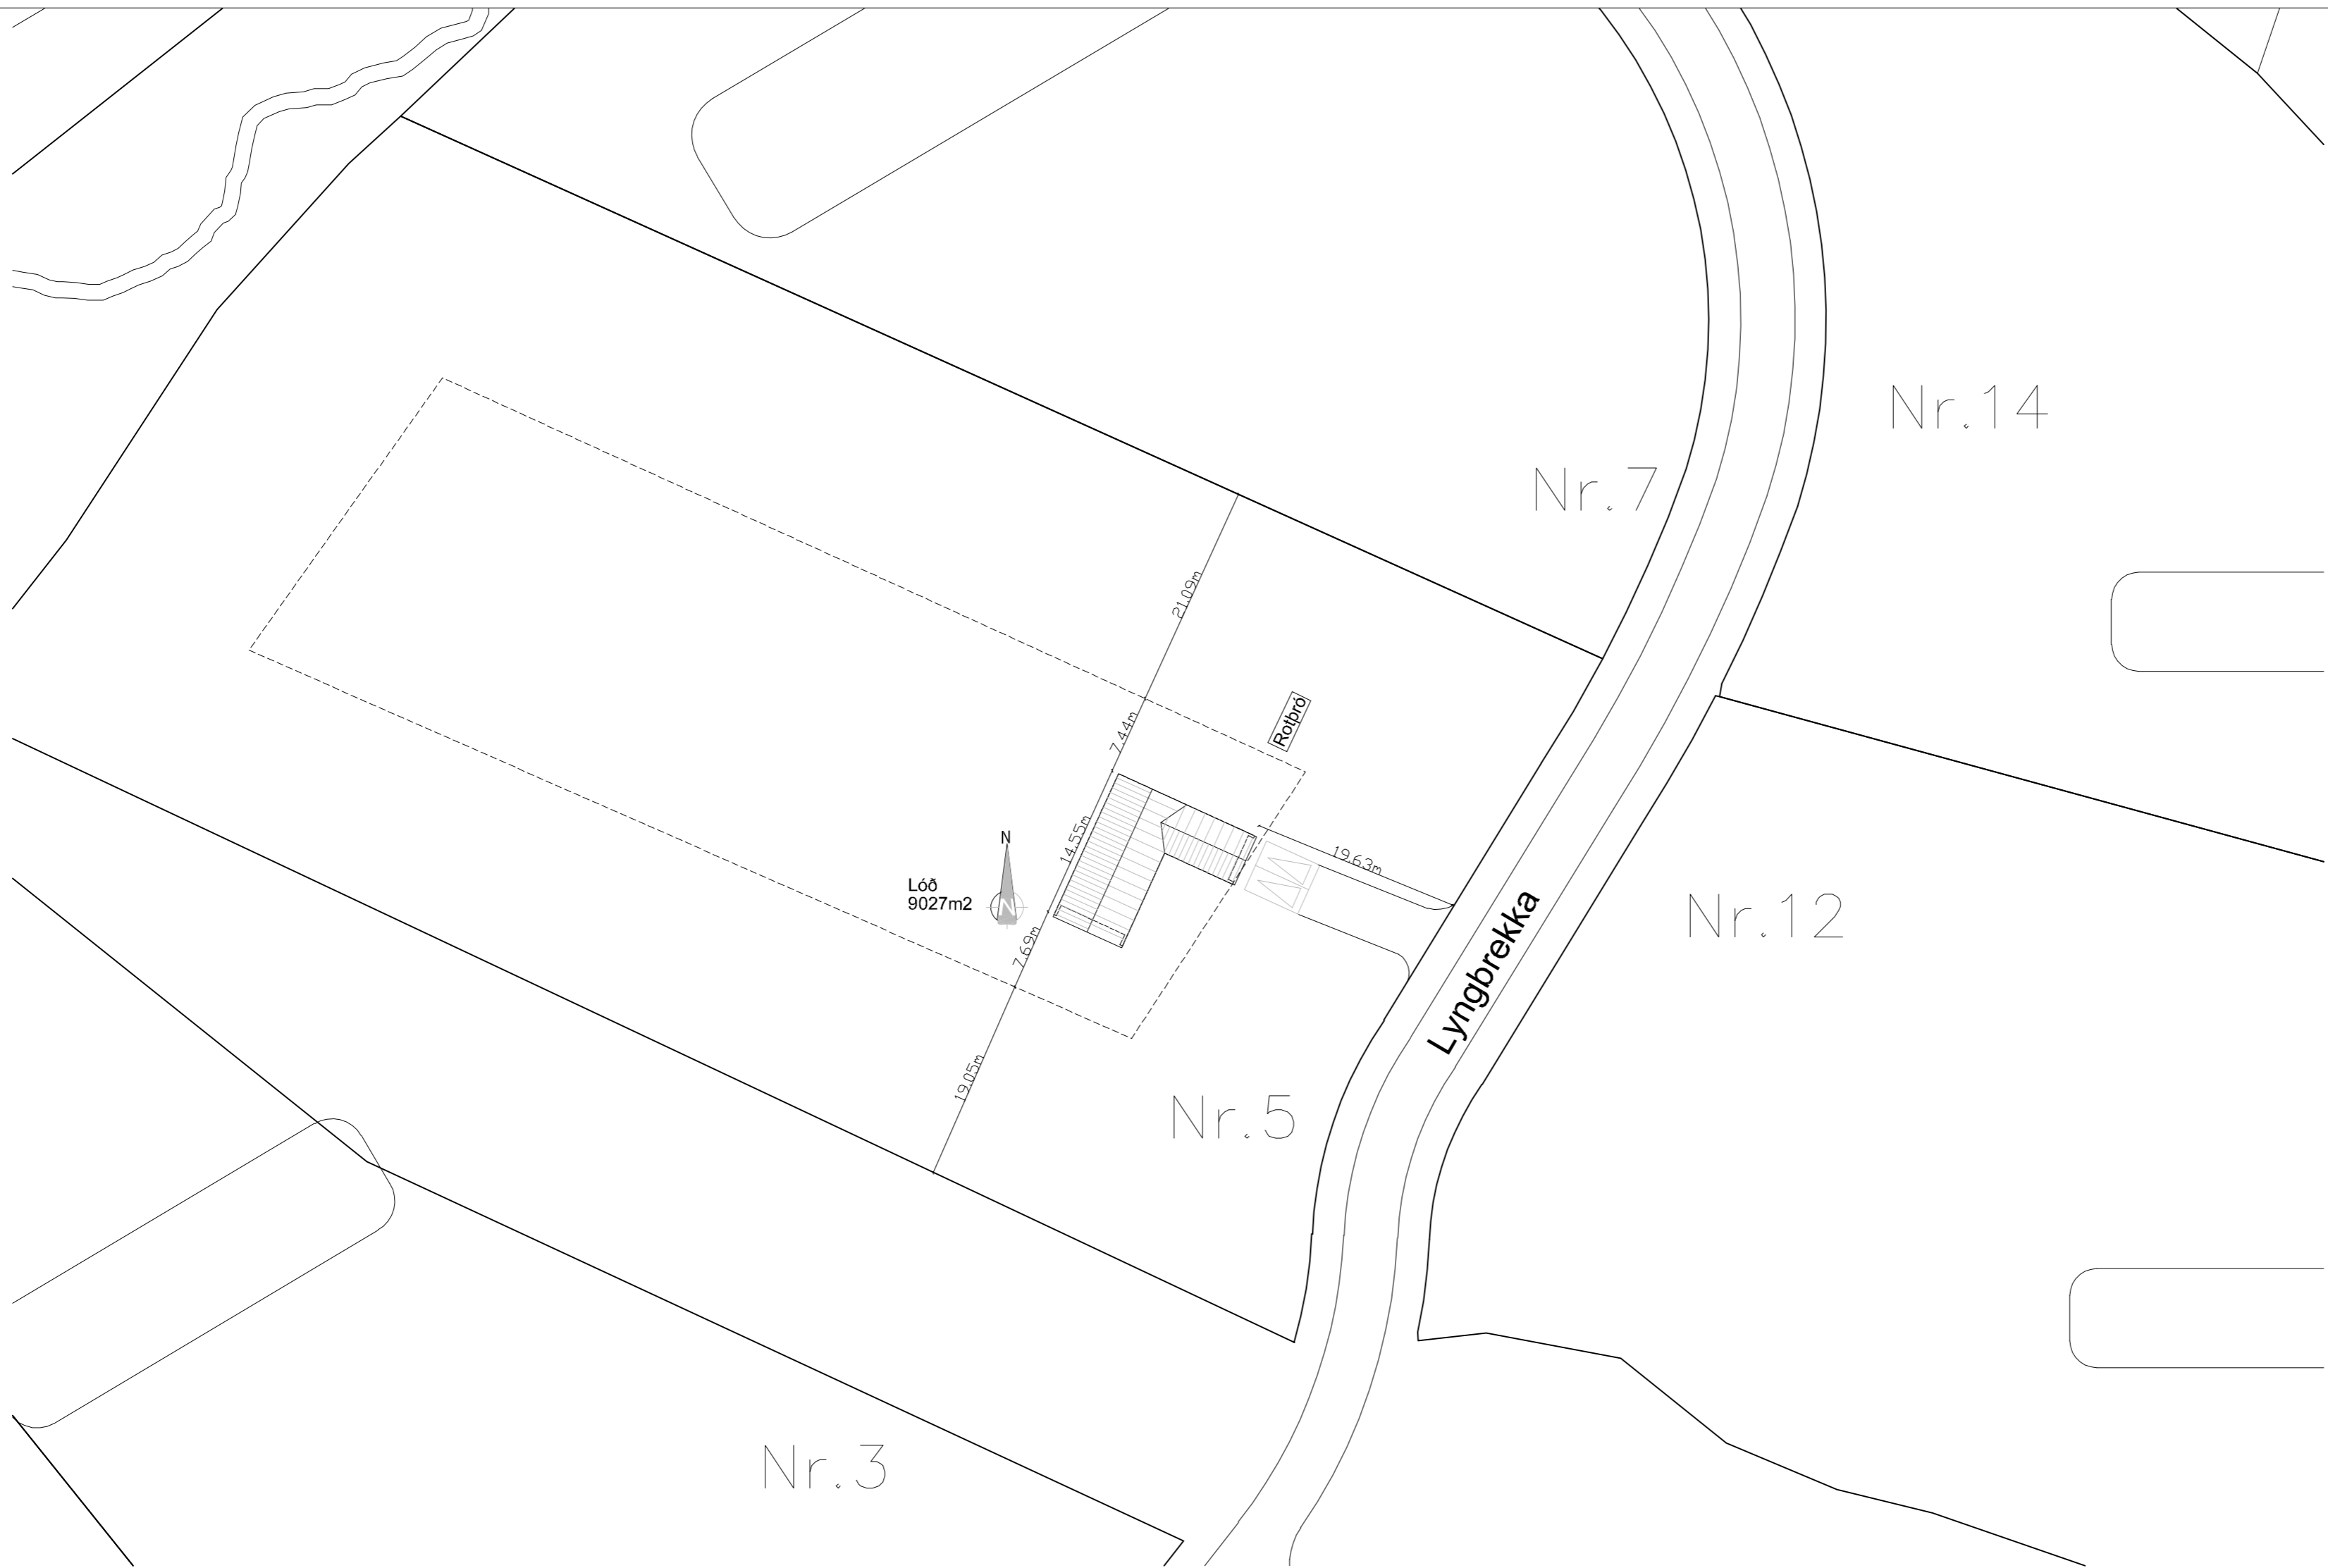 Nr.14
Nr.7
21.09m
Rotþró
7.44m
14.55m
N
19.63m
Lóð
9027m2
N
Nr.12
Lyngbrekka
7.69m
19.05m
Nr.5
Nr.3